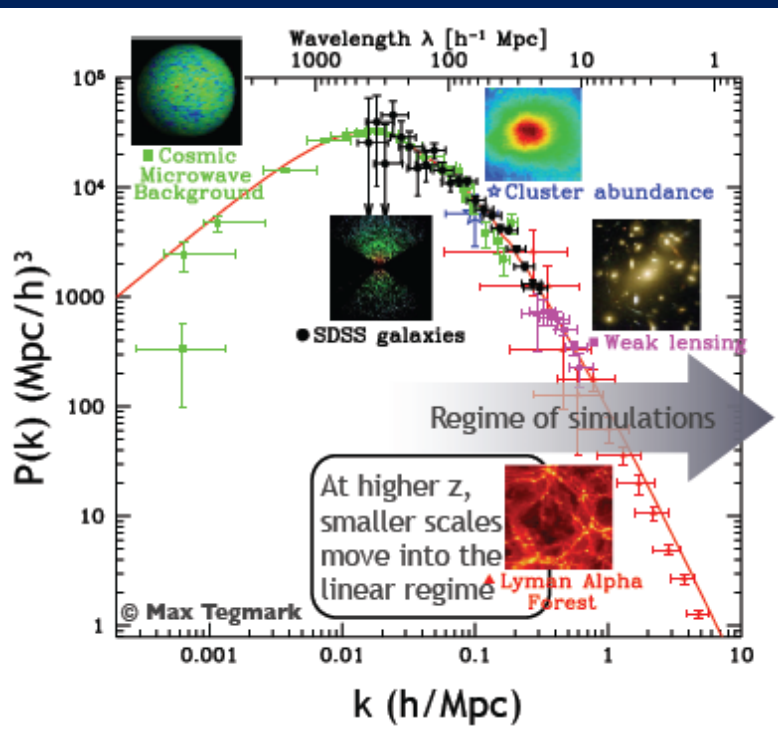 Wavelength λ [h⁻¹ Mpc]
1000 100 10 1
10⁵
10⁴
1000
100
10
1
P(k) (Mpc/h)³
Cosmic
Microwave
Background
Cluster abundance
SDSS galaxies
Weak lensing
Regime of simulations
At higher z,
smaller scales
move into the
linear regime
Lyman Alpha
Forest
© Max Tegmark
0.001 0.01 0.1 1 10
k (h/Mpc)